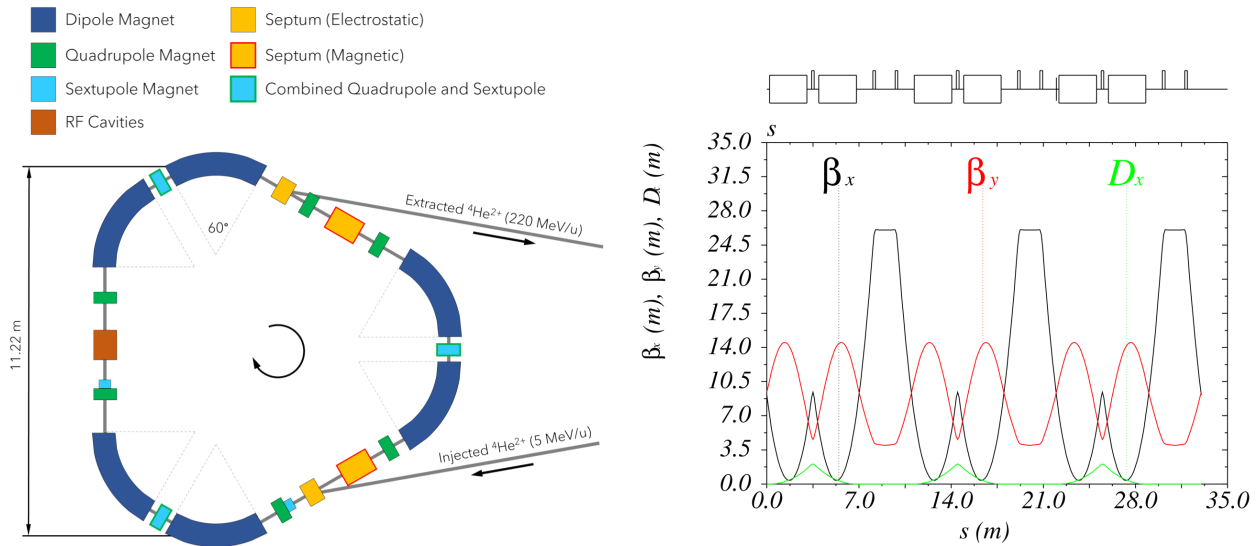 Dipole Magnet
Septum (Electrostatic)
Quadrupole Magnet
Septum (Magnetic)
Sextupole Magnet
Combined Quadrupole and Sextupole
RF Cavities
11.22 m
60°
Extracted ⁴He²⁺ (220 MeV/u)
Injected ⁴He²⁺ (5 MeV/u)
s
βx (m), βy (m), Dx (m)
35.0
31.5
28.0
24.5
21.0
17.5
14.0
10.5
7.0
3.5
0.0
βx
βy
Dx
0.0 7.0 14.0 21.0 28.0 35.0
s (m)